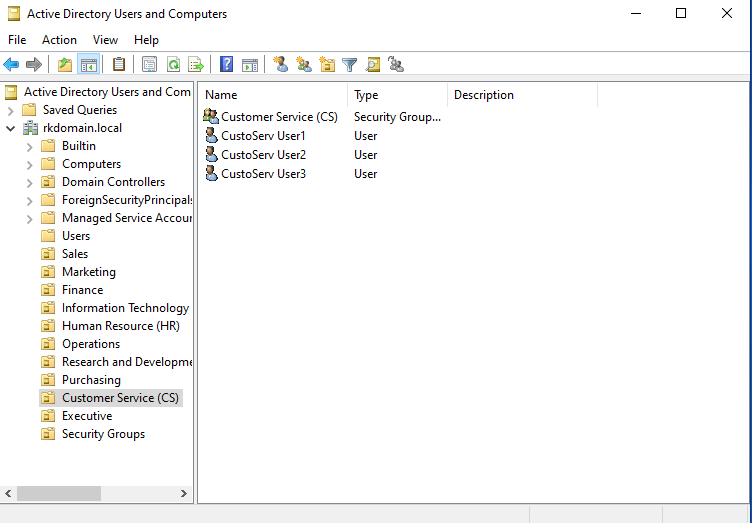 Active Directory Users and Computers
File Action View Help
Active Directory Users and Com
Saved Queries
rkdomain.local
Builtin
Computers
Domain Controllers
ForeignSecurityPrincipals
Managed Service Accour
Users
Sales
Marketing
Finance
Information Technology
Human Resource (HR)
Operations
Research and Developme
Purchasing
Customer Service (CS)
Executive
Security Groups
Name Type Description
Customer Service (CS) Security Group...
CustoServ User1 User
CustoServ User2 User
CustoServ User3 User